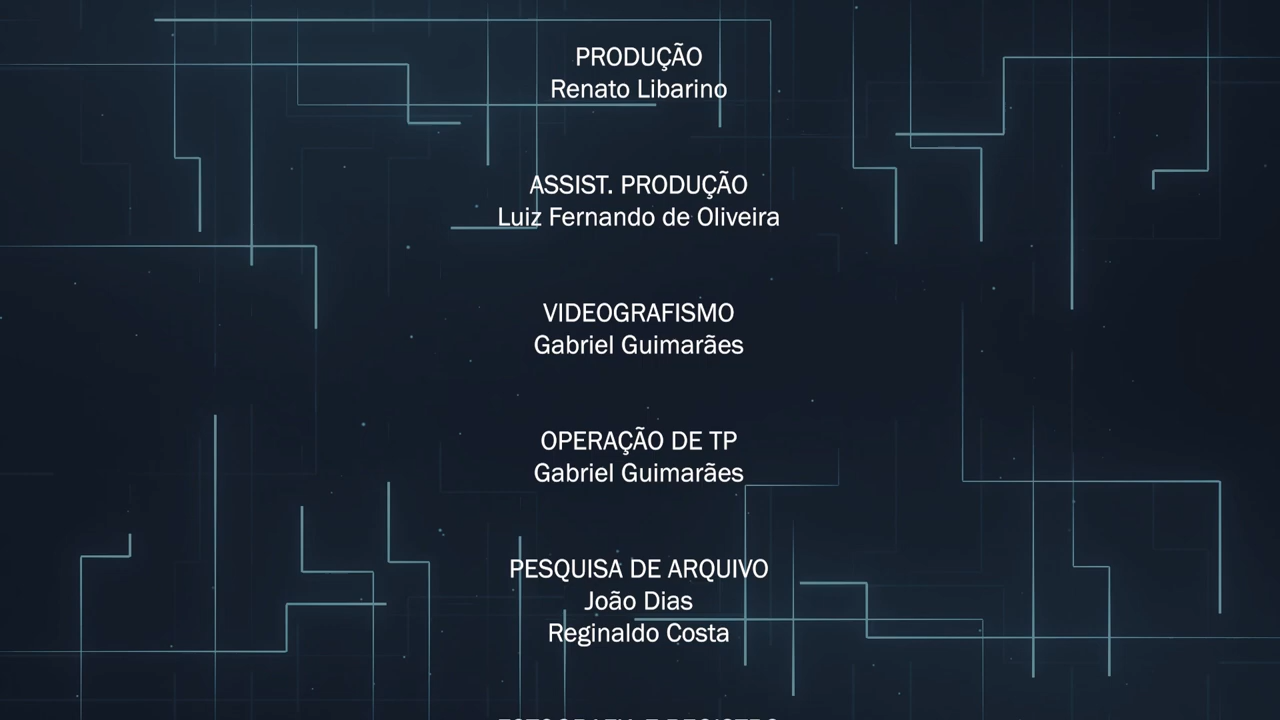 PRODUÇÃO
Renato Libarino
ASSIST. PRODUÇÃO
Luiz Fernando de Oliveira
VIDEOGRAFISMO
Gabriel Guimarães
OPERAÇÃO DE TP
Gabriel Guimarães
PESQUISA DE ARQUIVO
João Dias
Reginaldo Costa